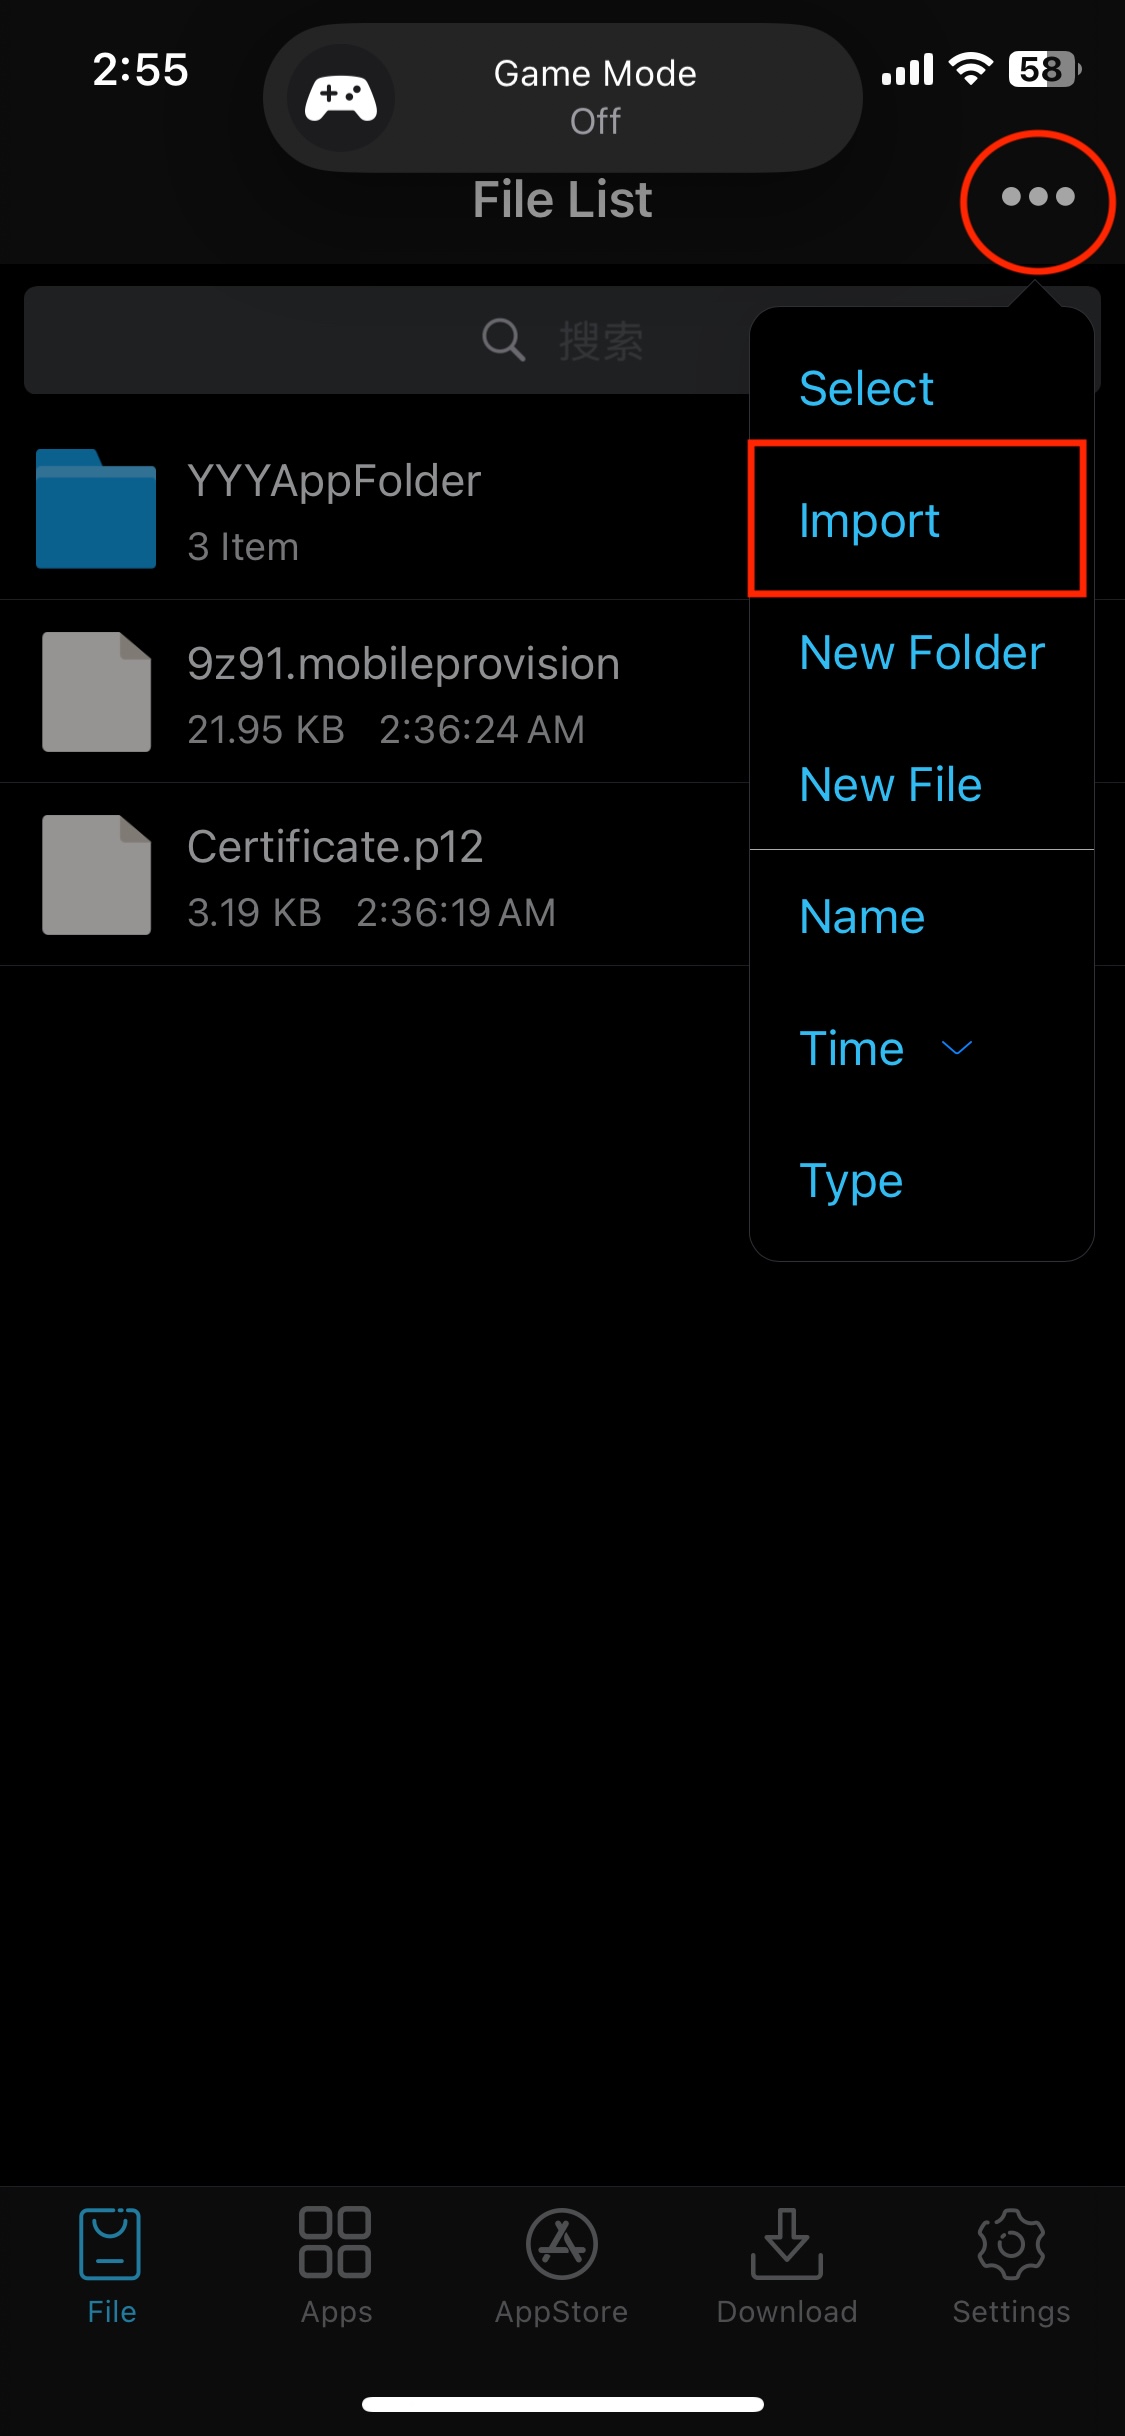 2:55
Game Mode
Off
58
File List
搜索
Select
Import
New Folder
New File
Name
Time
Type
YYYAppFolder
3 Item
9z91.mobileprovision
21.95 KB 2:36:24 AM
Certificate.p12
3.19 KB 2:36:19 AM
File
Apps
AppStore
Download
Settings